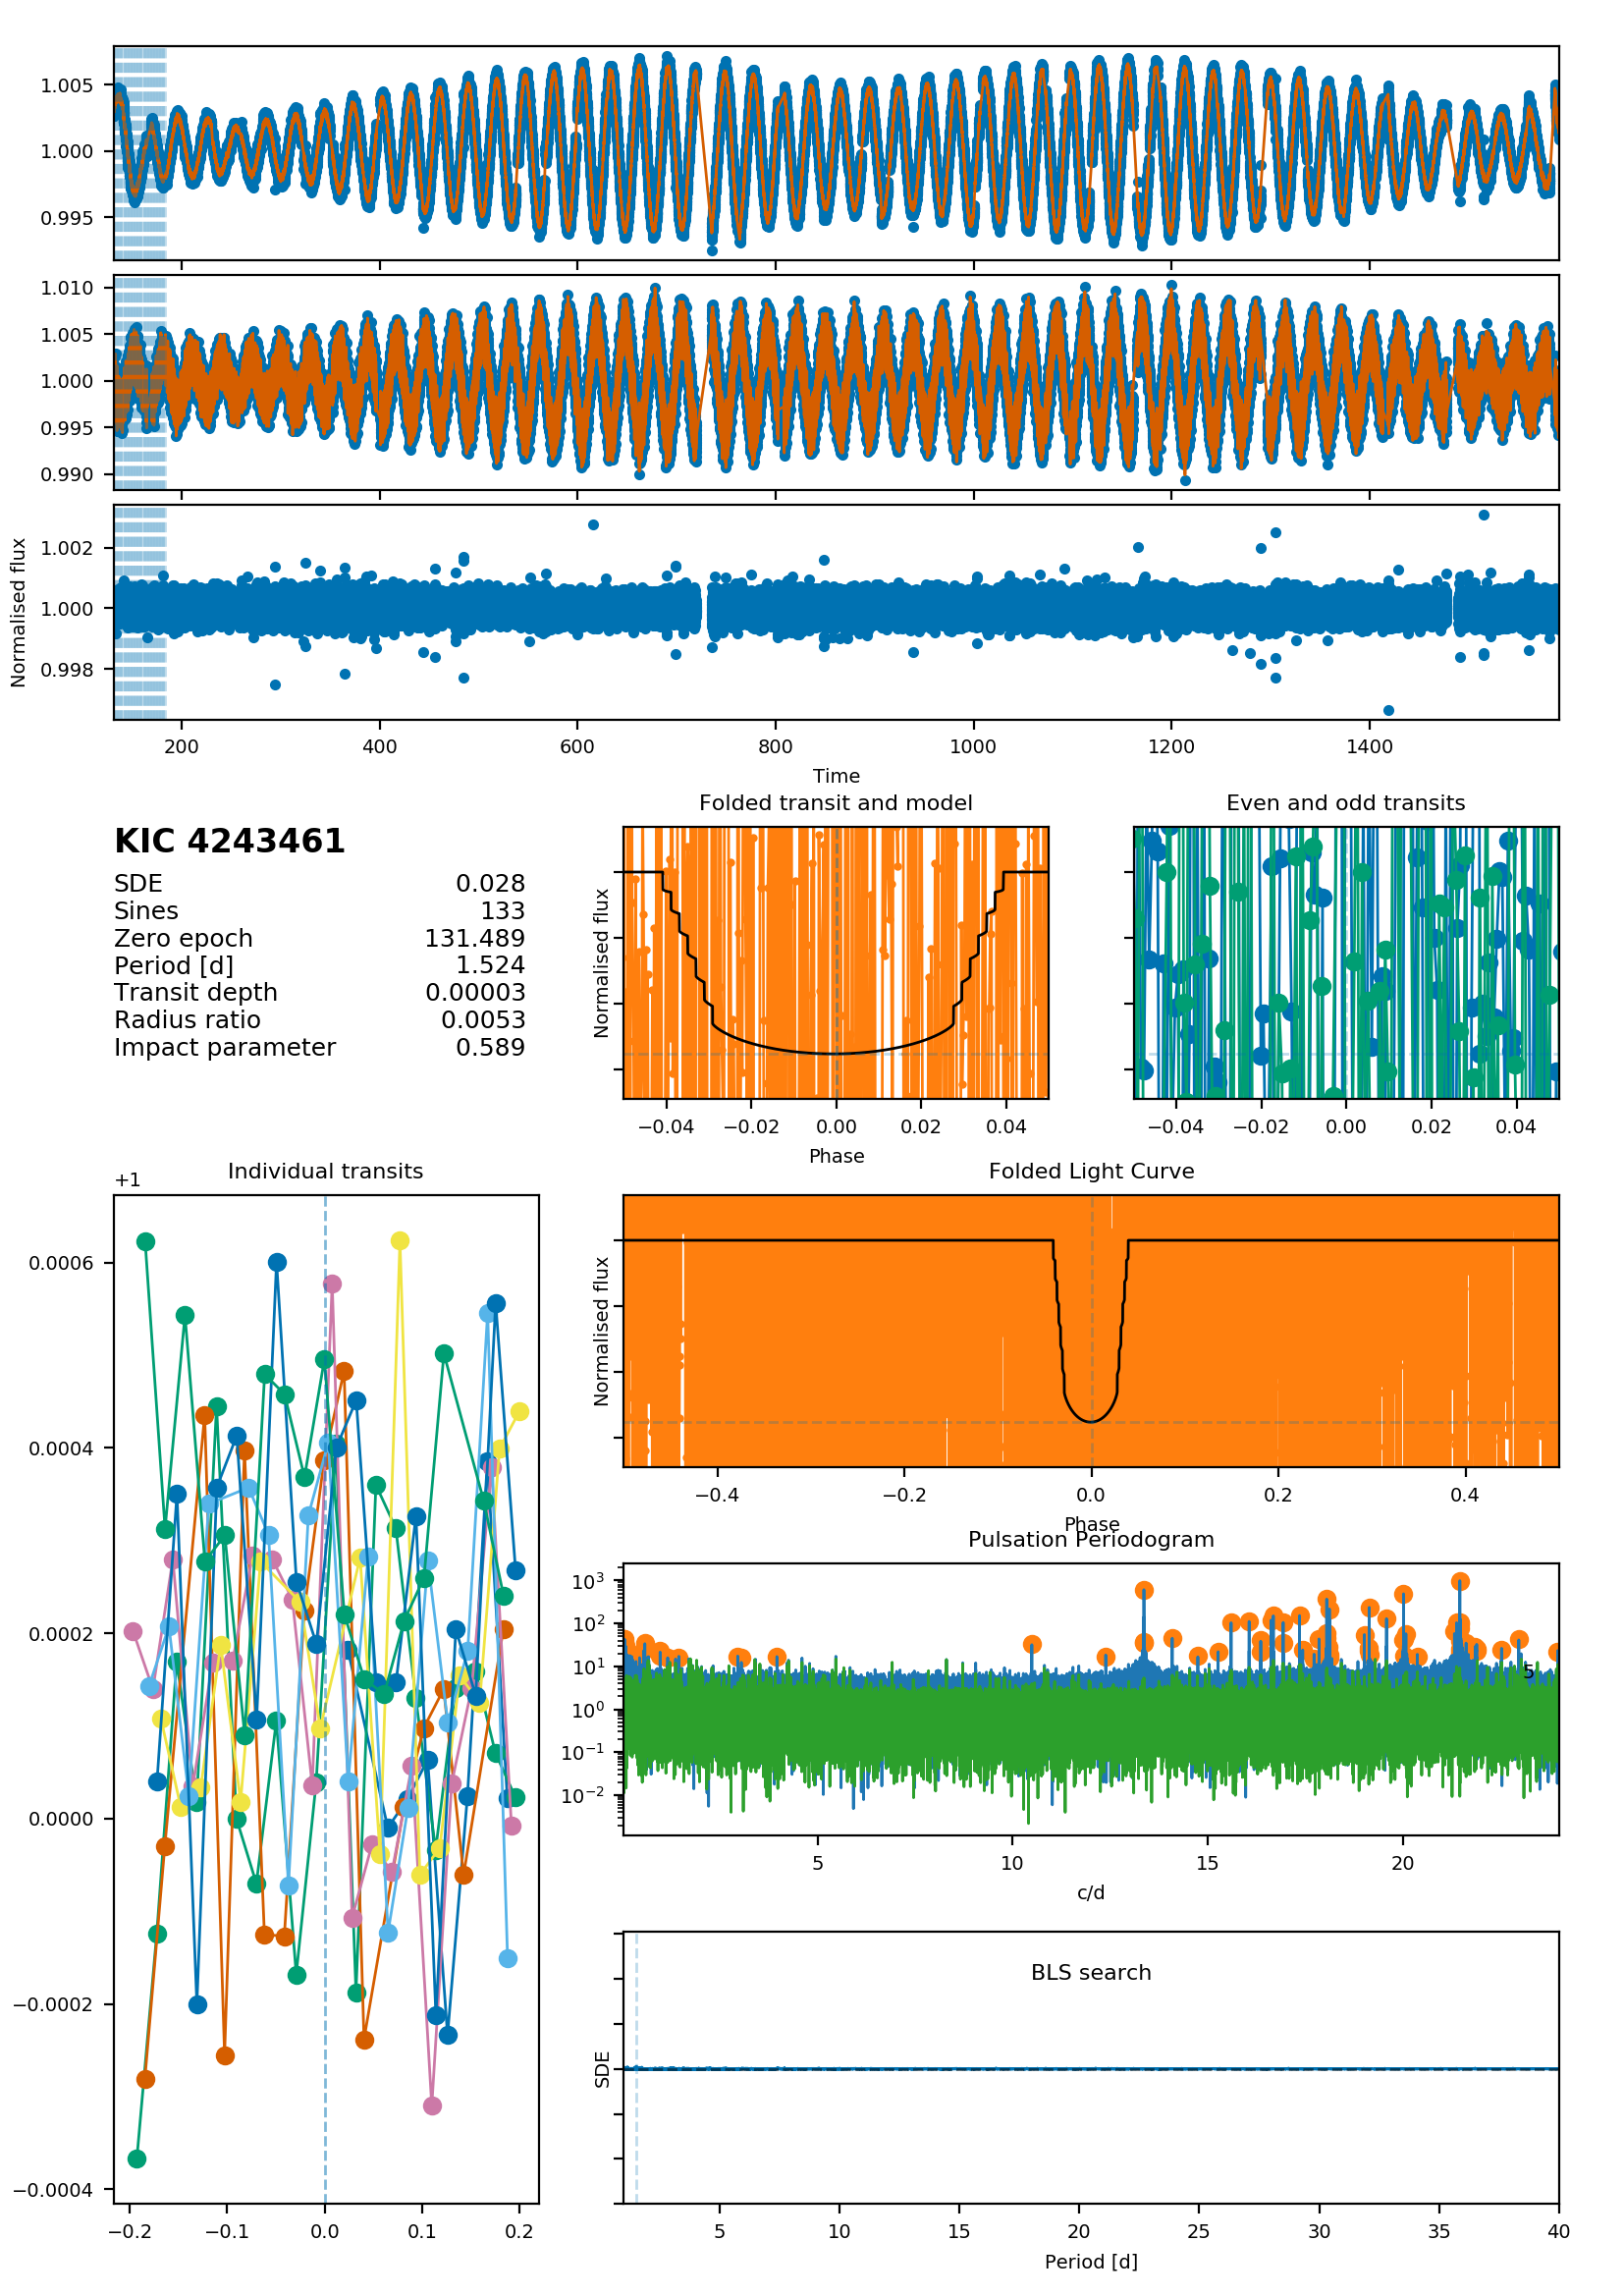 1.005
1.000
0.995
200 400 600 800 1000 1200 1400
1.010
1.005
1.000
0.995
0.990
Normalised flux
1.002
1.000
0.998
200 400 600 800 1000 1200 1400
Time
KIC 4243461
SDE 0.028
Sines 133
Zero epoch 131.489
Period [d] 1.524
Transit depth 0.00003
Radius ratio 0.0053
Impact parameter 0.589
Folded transit and model
Normalised flux
−0.04 −0.02 0.00 0.02 0.04
Phase
Even and odd transits
−0.04 −0.02 0.00 0.02 0.04
Individual transits
+1
0.0006
0.0004
0.0002
0.0000
−0.0002
−0.0004
−0.2 −0.1 0.0 0.1 0.2
Folded Light Curve
Normalised flux
−0.4 −0.2 0.0 0.2 0.4
Phase
Pulsation Periodogram
10³
10²
10¹
10⁰
10⁻¹
10⁻²
5
5 10 15 20
c/d
BLS search
SDE
5 10 15 20 25 30 35 40
Period [d]